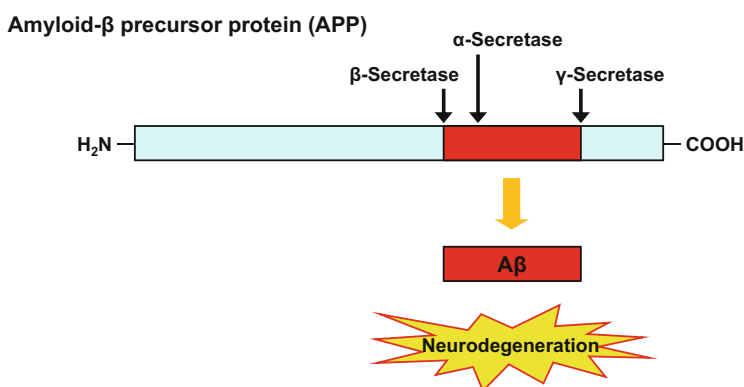 Amyloid-β precursor protein (APP)
α-Secretase
β-Secretase
γ-Secretase
H₂N
COOH
Aβ
Neurodegeneration